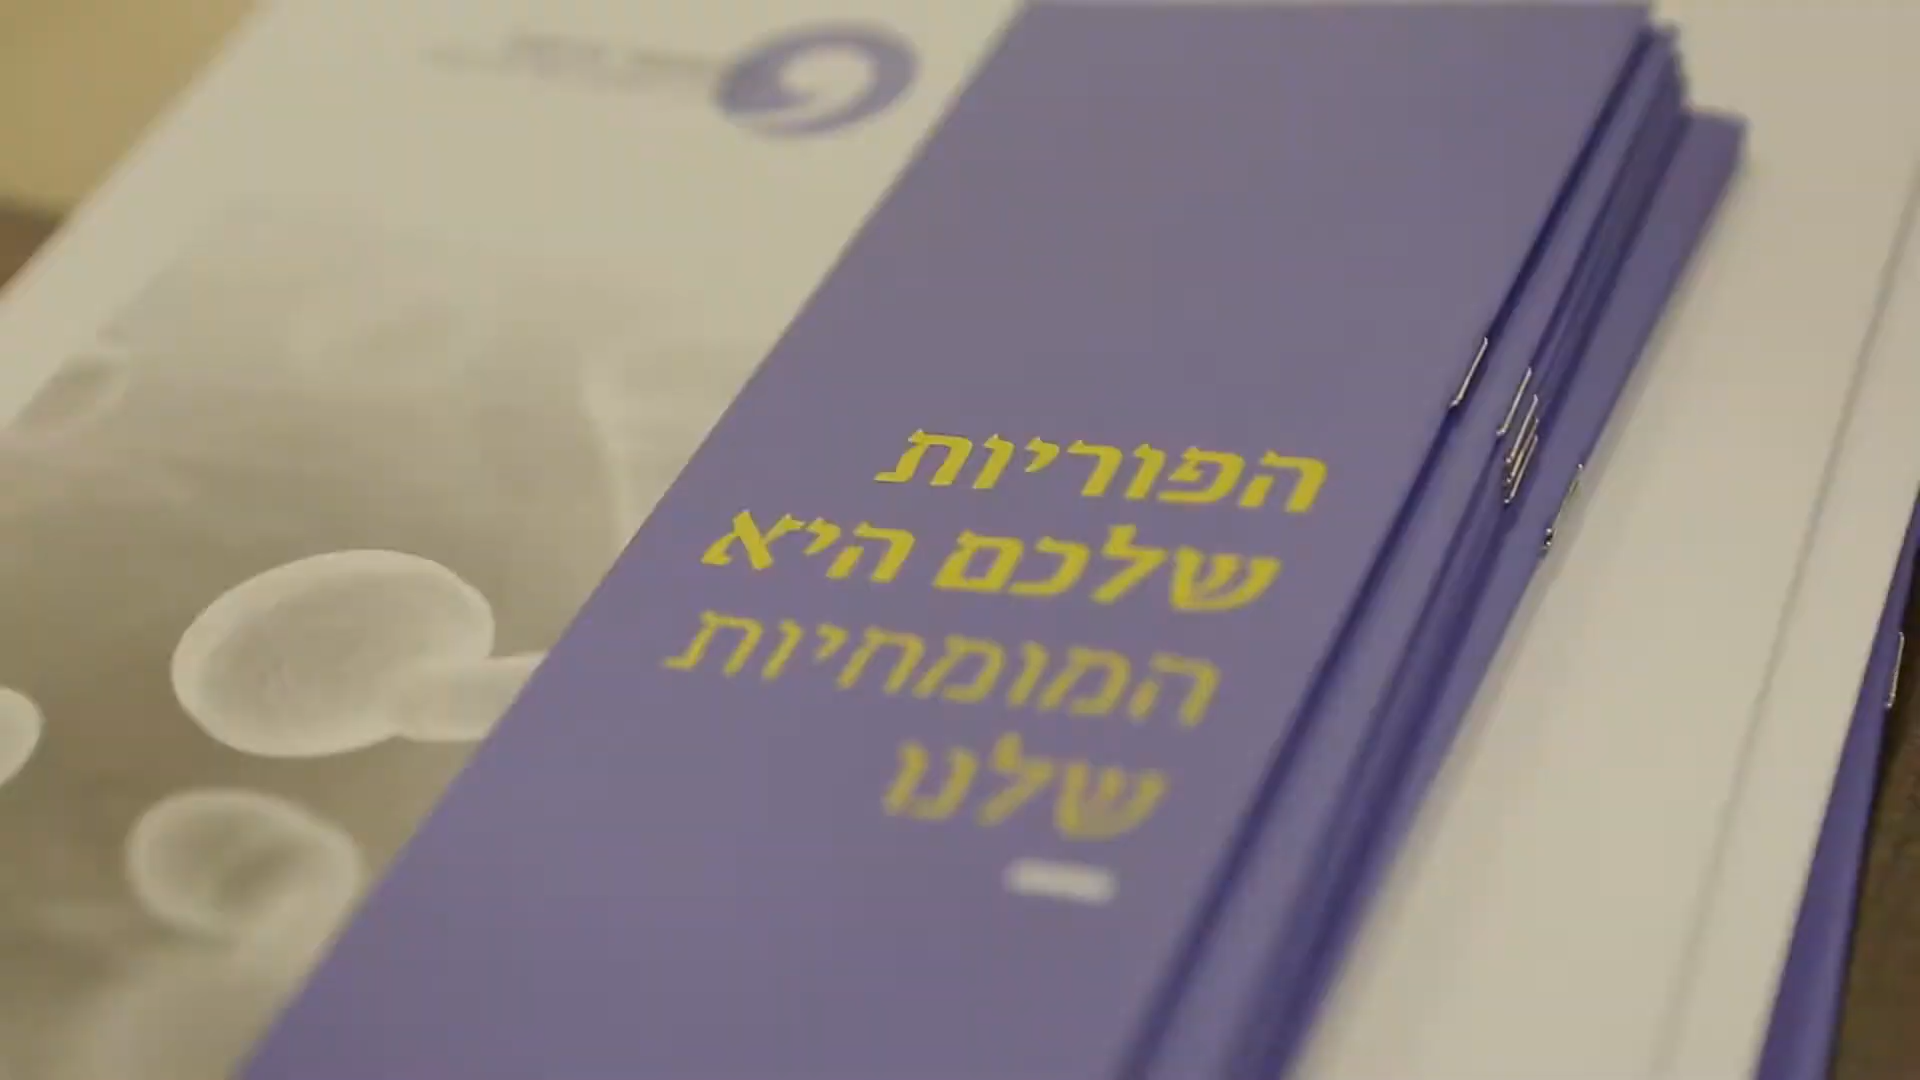 הפוריות
שלכם היא
המומחיות
שלנו